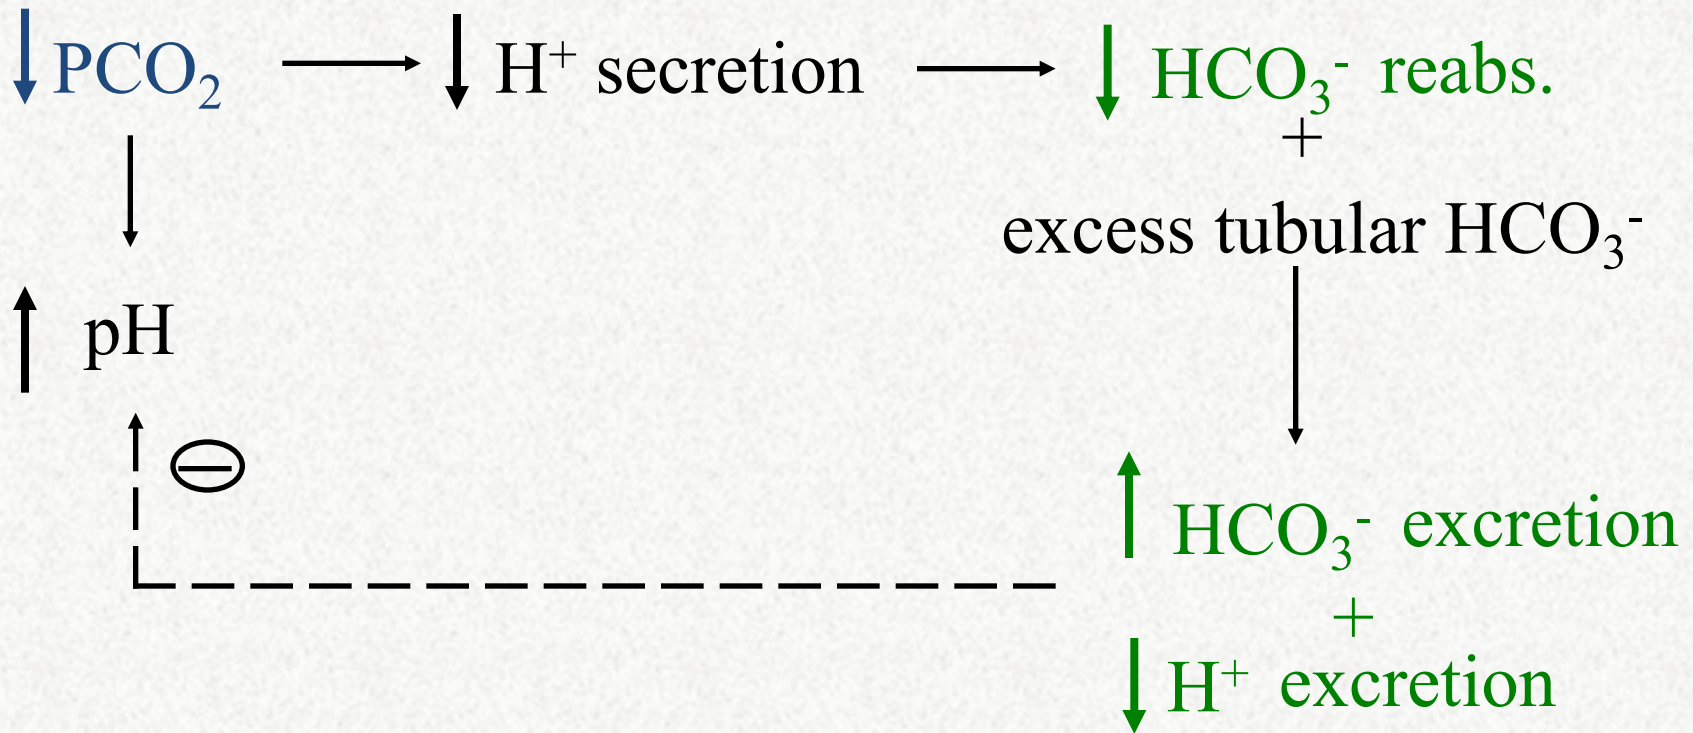 ↓ PCO₂ → ↓ H⁺ secretion → ↓ HCO₃⁻ reabs.
+
excess tubular HCO₃⁻
↑ pH
⊖
↑ HCO₃⁻ excretion
+
↓ H⁺ excretion